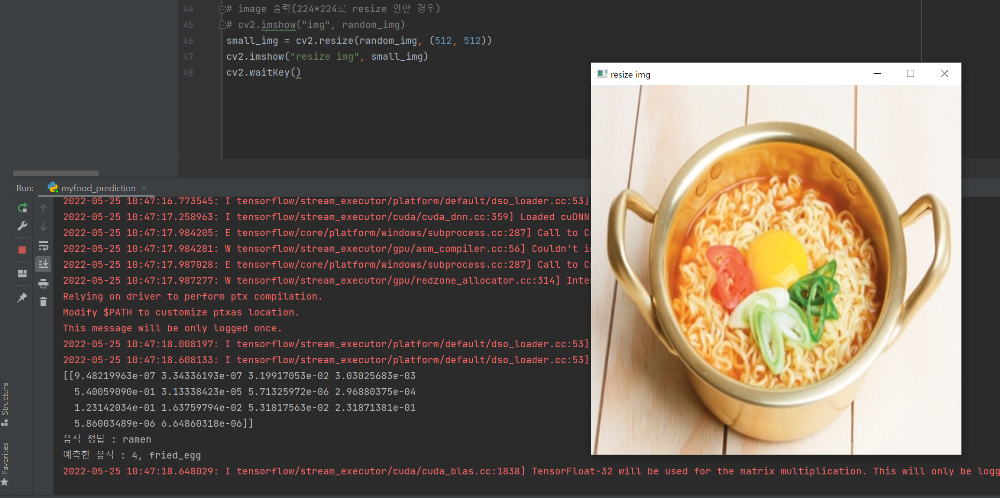 44 # image 출력(224*224로 resize 안한 경우)
45 # cv2.imshow("img", random_img)
46 small_img = cv2.resize(random_img, (512, 512))
47 cv2.imshow("resize img", small_img)
48 cv2.waitKey()
resize img
Run: myfood_prediction
2022-05-25 10:47:16.773545: I tensorflow/stream_executor/platform/default/dso_loader.cc:53]
2022-05-25 10:47:17.258963: I tensorflow/stream_executor/cuda/cuda_dnn.cc:359] Loaded cuDNN
2022-05-25 10:47:17.984205: E tensorflow/core/platform/windows/subprocess.cc:287] Call to Cr
2022-05-25 10:47:17.984281: W tensorflow/stream_executor/gpu/asm_compiler.cc:56] Couldn't in
2022-05-25 10:47:17.987028: E tensorflow/core/platform/windows/subprocess.cc:287] Call to Cr
2022-05-25 10:47:17.987277: W tensorflow/stream_executor/gpu/redzone_allocator.cc:314] Inter
Relying on driver to perform ptx compilation.
Modify $PATH to customize ptxas location.
This message will be only logged once.
2022-05-25 10:47:18.008197: I tensorflow/stream_executor/platform/default/dso_loader.cc:53]
2022-05-25 10:47:18.608133: I tensorflow/stream_executor/platform/default/dso_loader.cc:53]
[[9.48219963e-07 3.34336193e-07 3.19917053e-02 3.03025683e-03
5.40059090e-01 3.13338423e-05 5.71325972e-06 2.96880375e-04
1.23142034e-01 1.63759794e-02 5.31817563e-02 2.31871381e-01
5.86003489e-06 6.64860318e-06]]
음식 정답 : ramen
예측한 음식 : 4, fried_egg
2022-05-25 10:47:18.648029: I tensorflow/stream_executor/cuda/cuda_blas.cc:1838] TensorFloat-32 will be used for the matrix multiplication. This will only be logg
Structure
Favorites